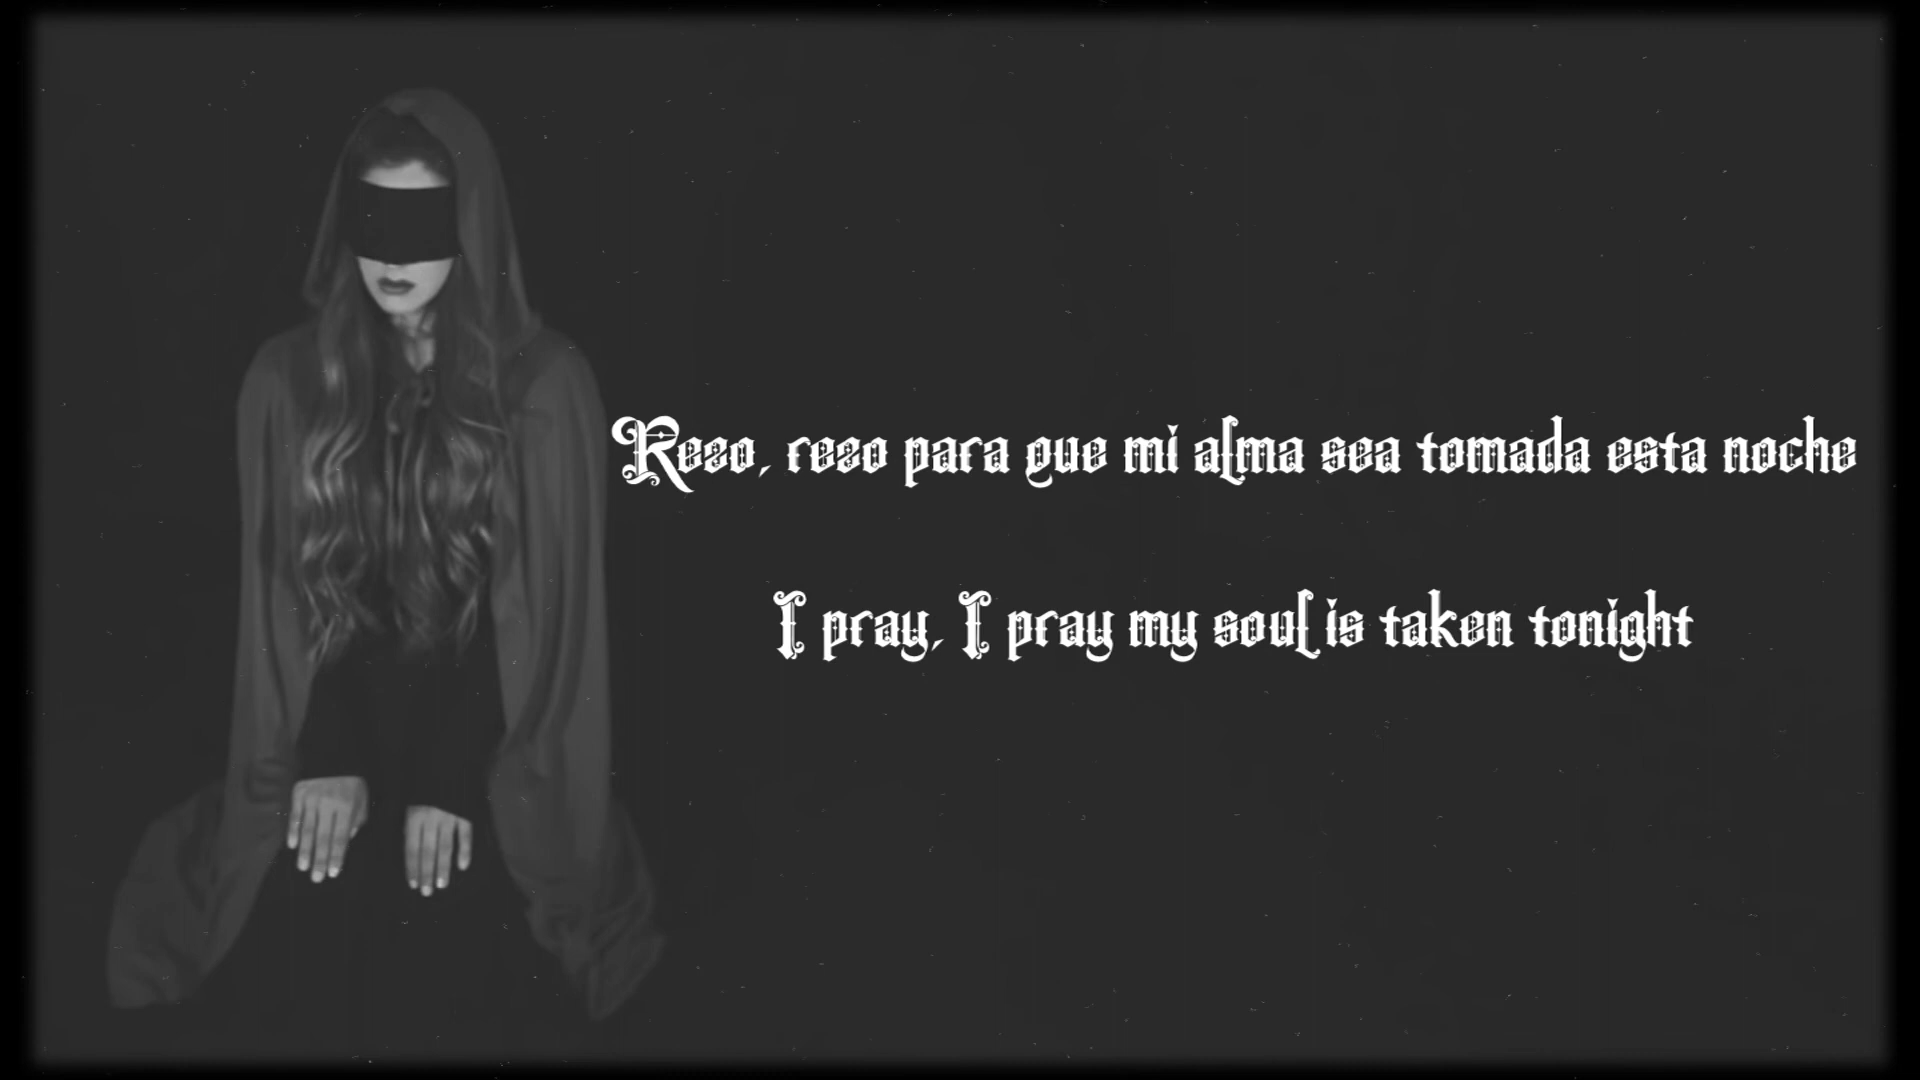 Rezo, rezo para que mi alma sea tomada esta noche
I pray, I pray my soul is taken tonight